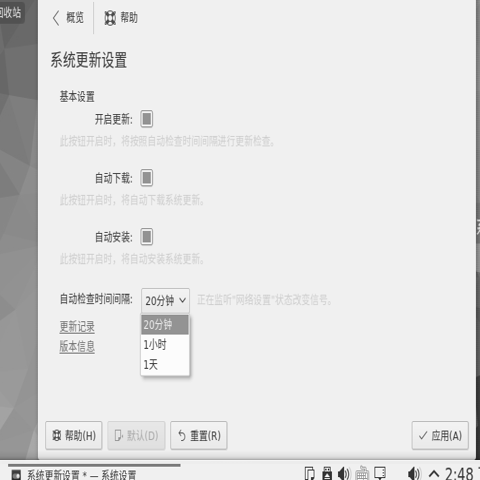 回收站
概览 帮助
系统更新设置
基本设置
开启更新:
此按钮开启时，将按照自动检查时间间隔进行更新检查。
自动下载:
此按钮开启时，将自动下载系统更新。
自动安装:
此按钮开启时，将自动安装系统更新。
自动检查时间间隔: 20分钟 正在监听"网络设置"状态改变信号。
20分钟
1小时
1天
更新记录
版本信息
帮助(H) 默认(D) 重置(R) 应用(A)
系统更新设置 * — 系统设置 2:48